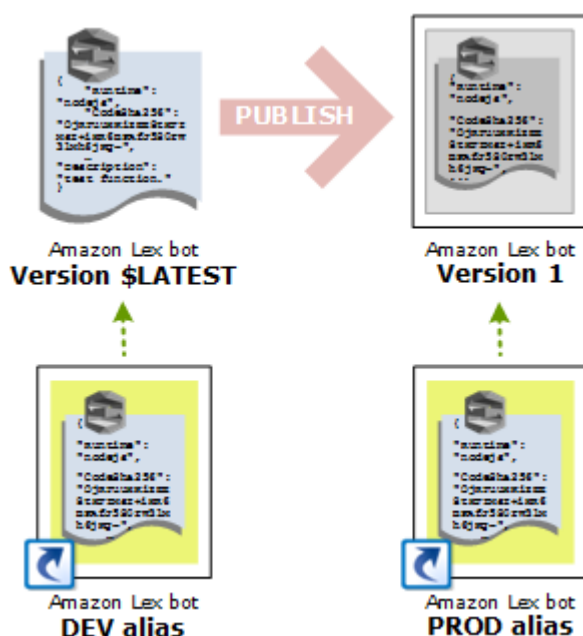 {
"runtime":
"nodejs",
"CodeSha256":
"description":
"test function."
}
PUBLISH
{
"runtime":
"nodejs",
"CodeSha256":
Amazon Lex bot
Version $LATEST
Amazon Lex bot
Version 1
{
"runtime":
"nodejs",
"CodeSha256":
Amazon Lex bot
DEV alias
{
"runtime":
"nodejs",
"CodeSha256":
Amazon Lex bot
PROD alias